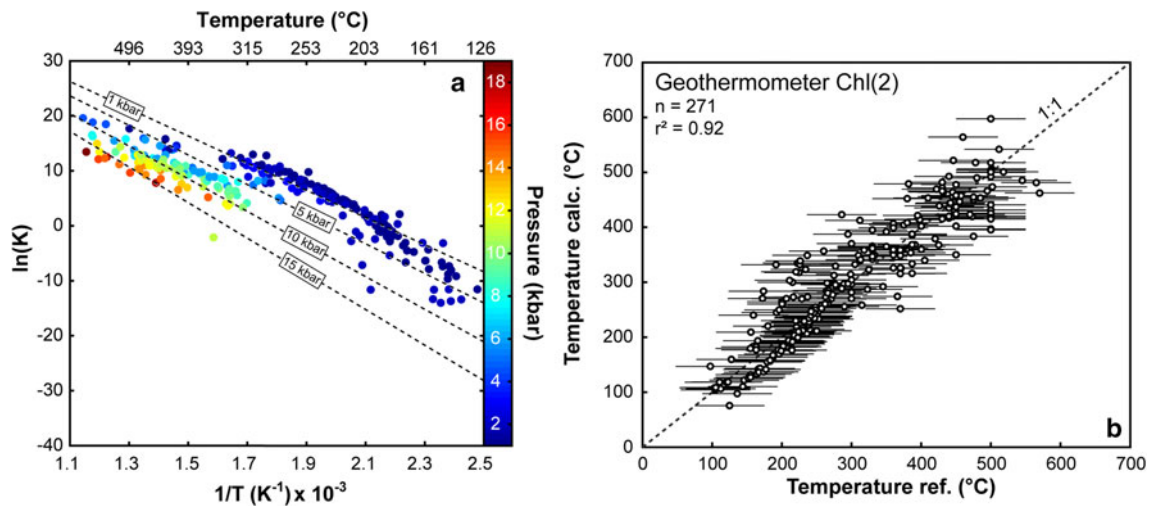 Temperature (°C)
496 393 315 253 203 161 126
a
30
20
10
0
-10
-20
-30
-40
ln(K)
1 kbar
5 kbar
10 kbar
15 kbar
1.1 1.3 1.5 1.7 1.9 2.1 2.3 2.5
1/T (K⁻¹) x 10⁻³
18
16
14
12
10
8
6
4
2
Pressure (kbar)
Geothermometer Chl(2)
n = 271
r² = 0.92
1:1
b
700
600
500
400
300
200
100
0
Temperature calc. (°C)
0 100 200 300 400 500 600 700
Temperature ref. (°C)